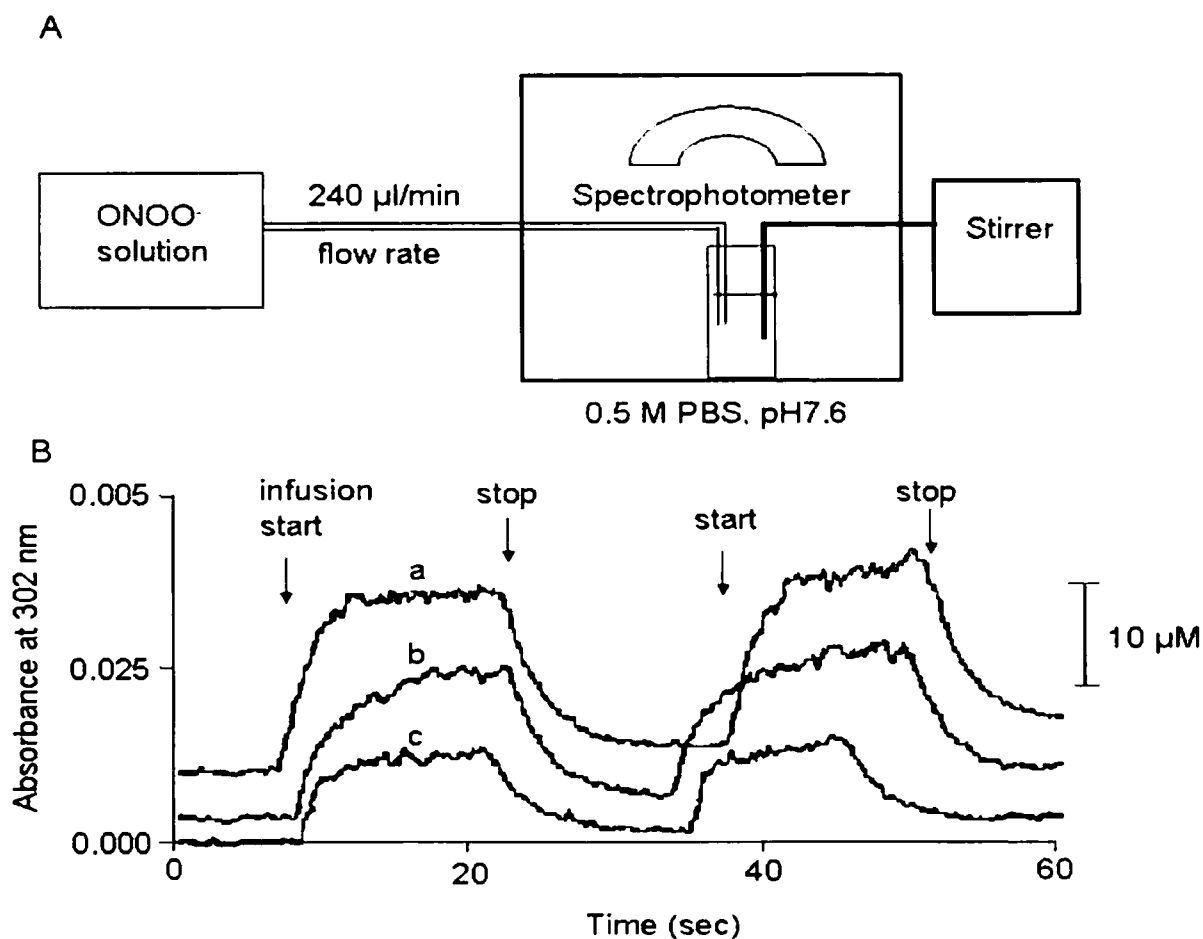 A
ONOO-
solution
240 µl/min
flow rate
Spectrophotometer
Stirrer
0.5 M PBS. pH7.6
B
Absorbance at 302 nm
0.005
0.025
0.000
infusion
start
stop
start
stop
a
b
c
10 µM
0
20
40
60
Time (sec)